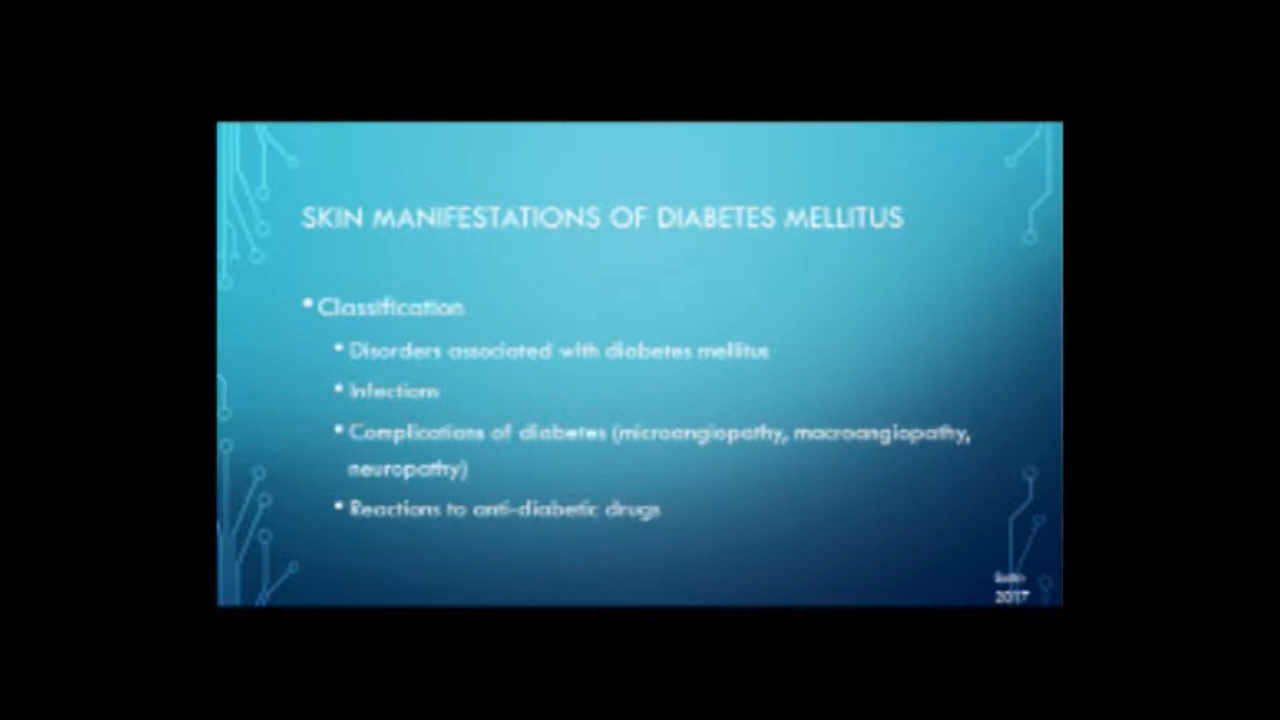 SKIN MANIFESTATIONS OF DIABETES MELLITUS
• Classification
• Disorders associated with diabetes mellitus
• Infections
• Complications of diabetes (microangiopathy, macroangiopathy,
neuropathy)
• Reactions to anti-diabetic drugs
2017